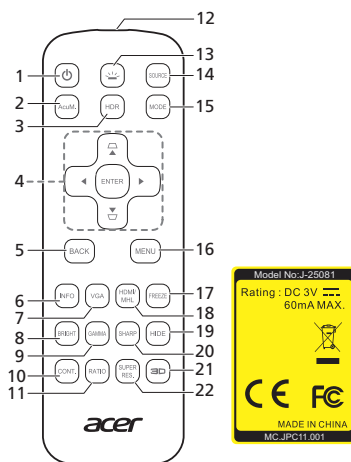 12
13
1
SOURCE
14
2
AcuM.
HDR
MODE
15
3
4
ENTER
5
BACK
MENU
16
6
INFO
VGA
HDMI/
MHL
FREEZE
17
7
18
8
BRIGHT
GAMMA
SHARP
HIDE
19
9
20
10
CONT.
RATIO
SUPER
RES.
3D
21
11
22
acer
Model No:J-25081
Rating : DC 3V
60mA MAX.
CE FC
MADE IN CHINA
MC.JPC11.001